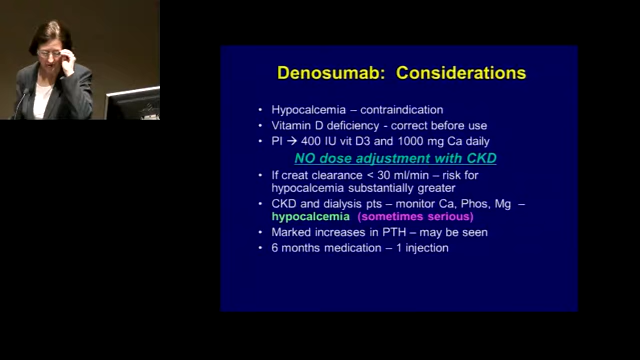 Denosumab: Considerations
• Hypocalcemia – contraindication
• Vitamin D deficiency - correct before use
• PI → 400 IU vit D3 and 1000 mg Ca daily
NO dose adjustment with CKD
• If creat clearance < 30 ml/min – risk for
hypocalcemia substantially greater
• CKD and dialysis pts – monitor Ca, Phos, Mg –
hypocalcemia (sometimes serious)
• Marked increases in PTH – may be seen
• 6 months medication – 1 injection